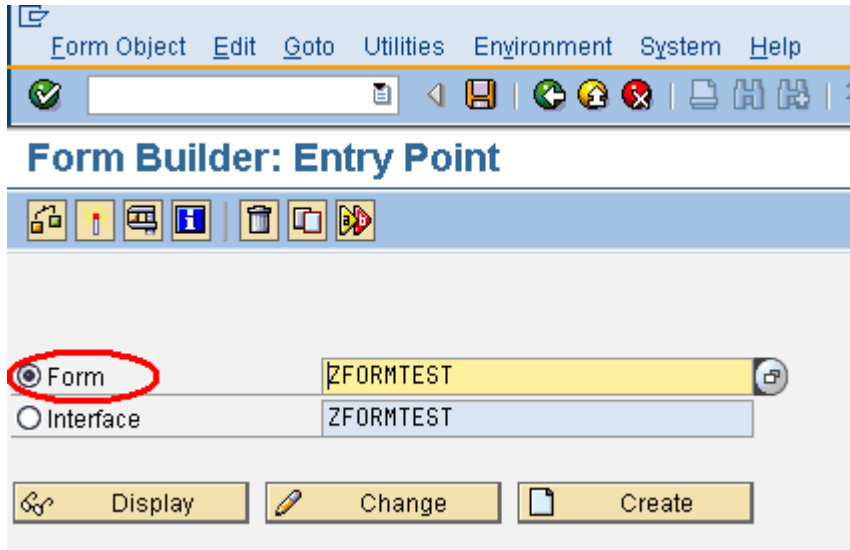 Form Object Edit Goto Utilities Environment System Help
Form Builder: Entry Point
Form ZFORMTEST
Interface ZFORMTEST
Display Change Create